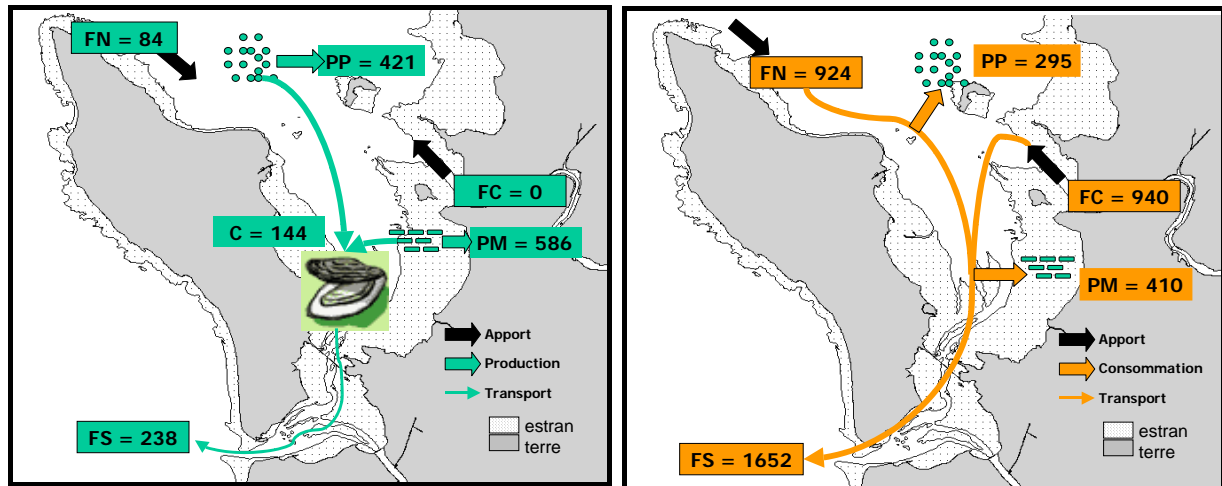 FN = 84
PP = 421
FC = 0
C = 144
PM = 586
Apport
Production
Transport
estran
terre
FS = 238
FN = 924
PP = 295
FC = 940
PM = 410
Apport
Consommation
Transport
estran
terre
FS = 1652